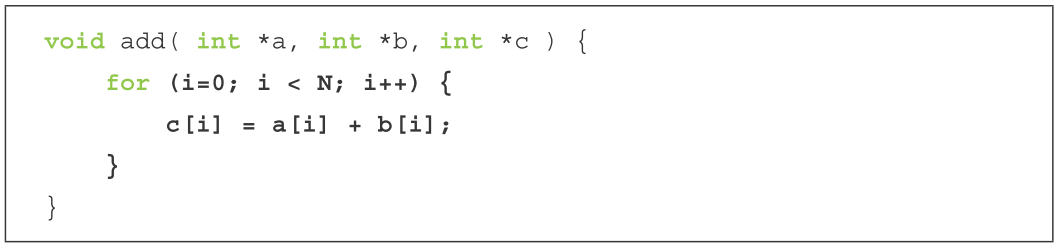 void add( int *a, int *b, int *c ) {
    for (i=0; i < N; i++) {
        c[i] = a[i] + b[i];
    }
}